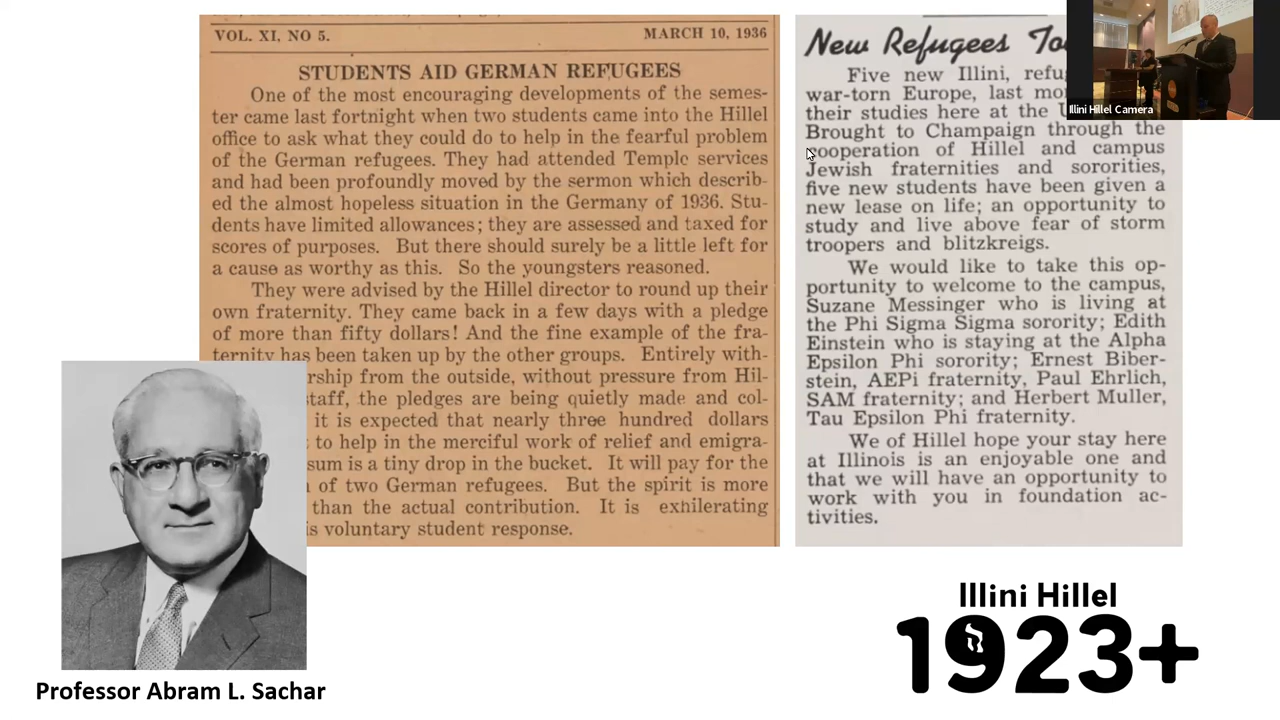 VOL. XI, NO 5.
MARCH 10, 1936
STUDENTS AID GERMAN REFUGEES
One of the most encouraging developments of the semes-
ter came last fortnight when two students came into the Hillel
office to ask what they could do to help in the fearful problem
of the German refugees. They had attended Temple services
and had been profoundly moved by the sermon which describ-
ed the almost hopeless situation in the Germany of 1936. Stu-
dents have limited allowances; they are assessed and taxed for
scores of purposes. But there should surely be a little left for
a cause as worthy as this. So the youngsters reasoned.
They were advised by the Hillel director to round up their
own fraternity. They came back in a few days with a pledge
of more than fifty dollars! And the fine example of the fra-
ternity has been taken up by the other groups. Entirely with-
rship from the outside, without pressure from Hil-
staff, the pledges are being quietly made and col-
it is expected that nearly three hundred dollars
to help in the merciful work of relief and emigra-
sum is a tiny drop in the bucket. It will pay for the
of two German refugees. But the spirit is more
than the actual contribution. It is exhilerating
is voluntary student response.
New Refugees To
Five new Illini, refu
war-torn Europe, last mo
their studies here at the U
Brought to Champaign through the
cooperation of Hillel and campus
Jewish fraternities and sororities,
five new students have been given a
new lease on life; an opportunity to
study and live above fear of storm
troopers and blitzkreigs.
We would like to take this op-
portunity to welcome to the campus,
Suzane Messinger who is living at
the Phi Sigma Sigma sorority; Edith
Einstein who is staying at the Alpha
Epsilon Phi sorority; Ernest Biber-
stein, AEPi fraternity, Paul Ehrlich,
SAM fraternity; and Herbert Muller,
Tau Epsilon Phi fraternity.
We of Hillel hope your stay here
at Illinois is an enjoyable one and
that we will have an opportunity to
work with you in foundation ac-
tivities.
Illini Hillel Camera
Professor Abram L. Sachar
Illini Hillel
1923+